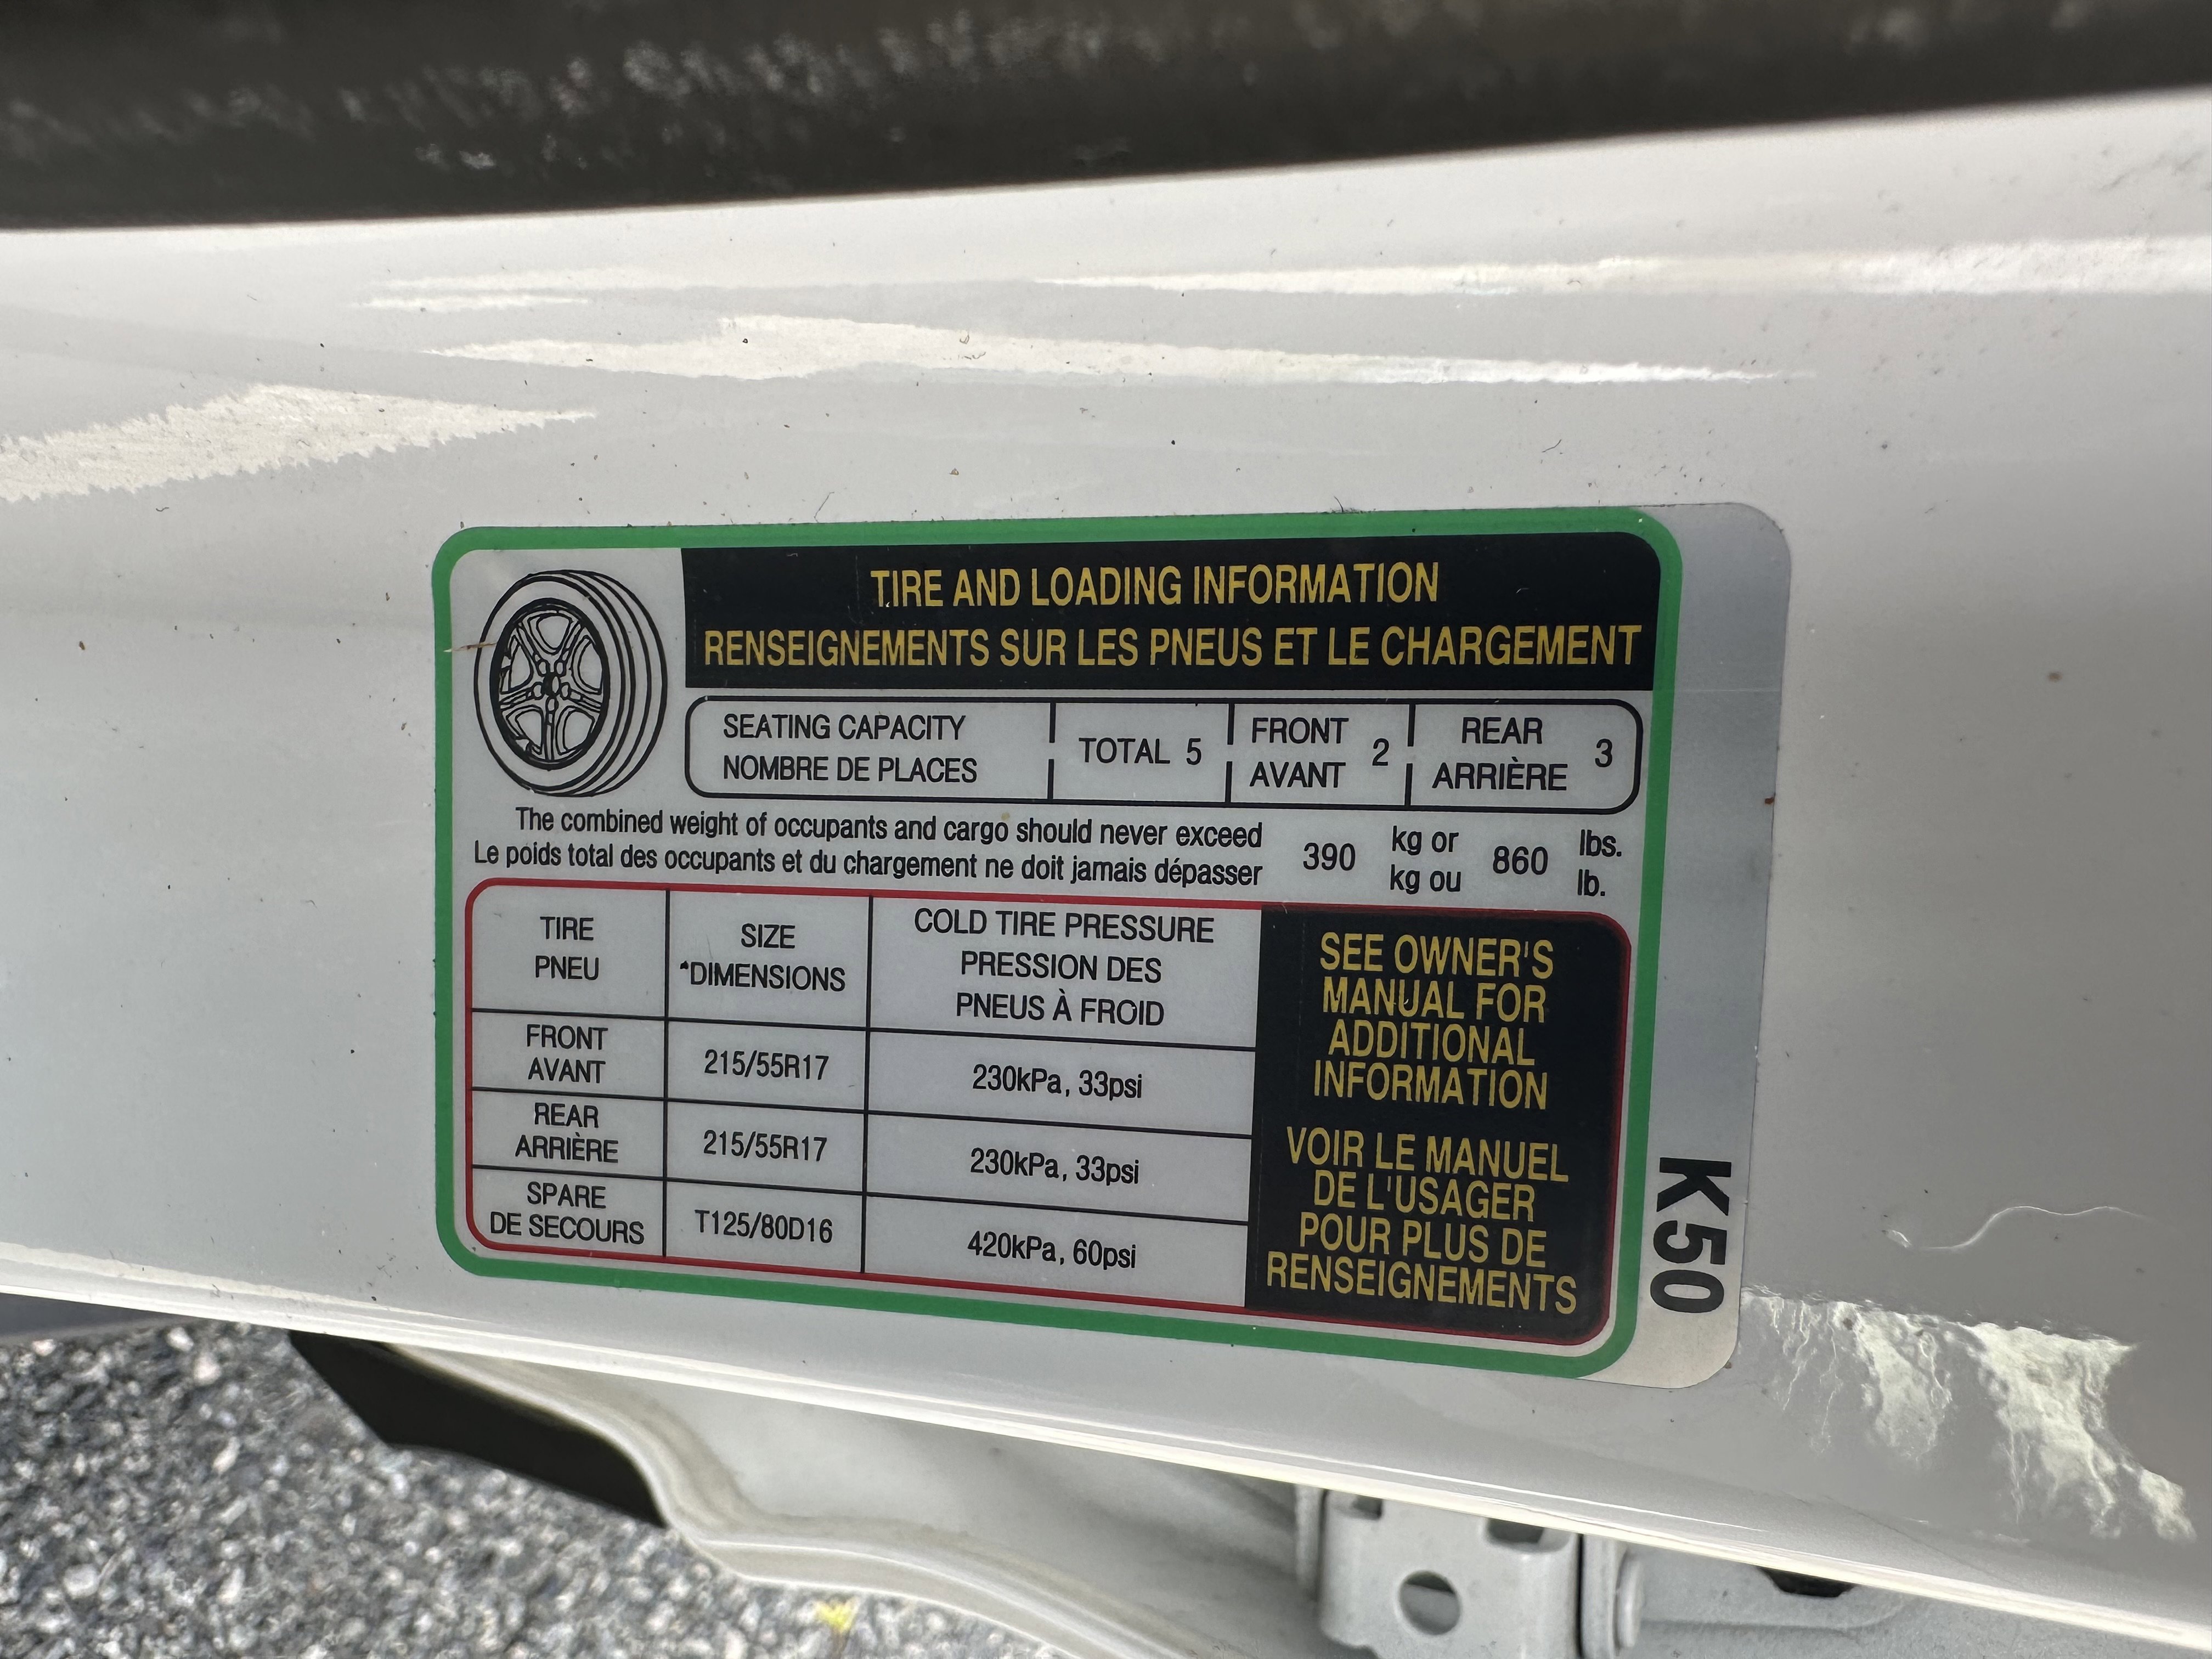 TIRE AND LOADING INFORMATION
RENSEIGNEMENTS SUR LES PNEUS ET LE CHARGEMENT
SEATING CAPACITY
NOMBRE DE PLACES
TOTAL 5
FRONT
AVANT
2
REAR
ARRIÈRE
3
The combined weight of occupants and cargo should never exceed 390 kg or 860 lbs.
Le poids total des occupants et du chargement ne doit jamais dépasser kg ou lb.
TIRE
PNEU
SIZE
*DIMENSIONS
COLD TIRE PRESSURE
PRESSION DES
PNEUS À FROID
FRONT
AVANT
215/55R17
230kPa, 33psi
REAR
ARRIÈRE
215/55R17
230kPa, 33psi
SPARE
DE SECOURS
T125/80D16
420kPa, 60psi
SEE OWNER'S
MANUAL FOR
ADDITIONAL
INFORMATION
VOIR LE MANUEL
DE L'USAGER
POUR PLUS DE
RENSEIGNEMENTS
K50